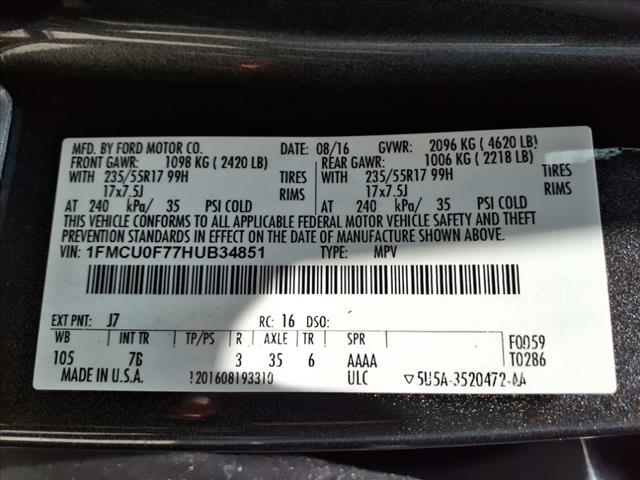 MFD. BY FORD MOTOR CO. DATE: 08/16 GVWR: 2096 KG ( 4620 LB)
FRONT GAWR: 1098 KG ( 2420 LB) REAR GAWR: 1006 KG ( 2218 LB)
WITH 235/55R17 99H TIRES WITH 235/55R17 99H TIRES
17x7.5J RIMS 17x7.5J RIMS
AT 240 kPa/ 35 PSI COLD AT 240 kPa/ 35 PSI COLD
THIS VEHICLE CONFORMS TO ALL APPLICABLE FEDERAL MOTOR VEHICLE SAFETY AND THEFT
PREVENTION STANDARDS IN EFFECT ON THE DATE OF MANUFACTURE SHOWN ABOVE.
VIN: 1FMCU0F77HUB34851 TYPE: MPV
EXT PNT: J7 RC: 16 DSO:
WB INT TR TP/PS R AXLE TR SPR F0059
105 7B 3 35 6 AAAA T0286
MADE IN U.S.A. 1201608193310 ULC ▽5U5A-3520472-AA